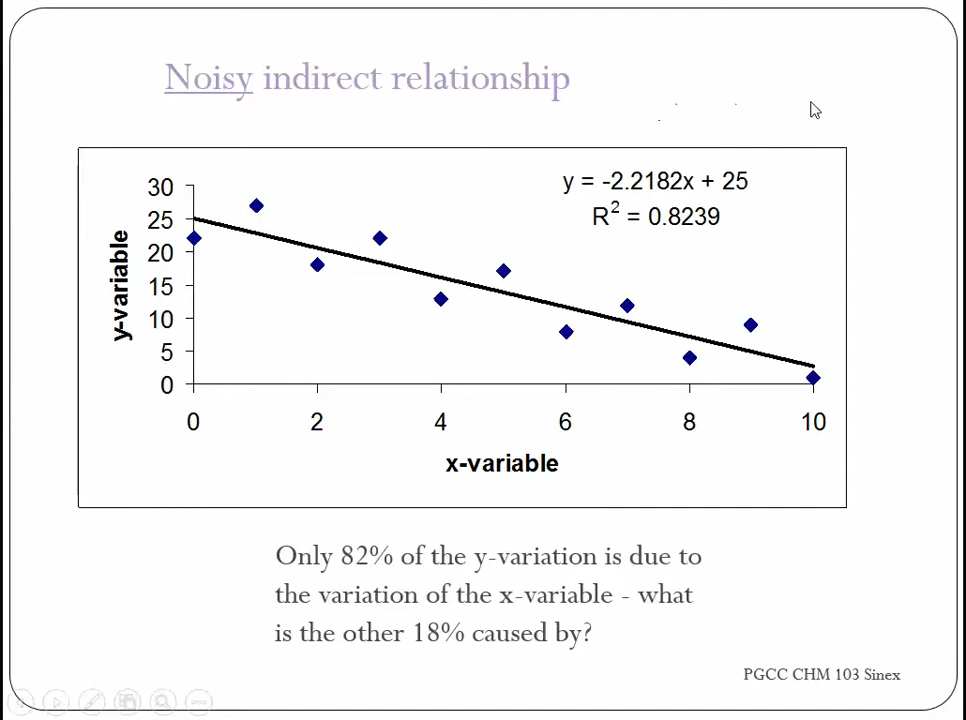 Noisy indirect relationship
y = -2.2182x + 25
R² = 0.8239
30
25
20
15
10
5
0
y-variable
0 2 4 6 8 10
x-variable
Only 82% of the y-variation is due to
the variation of the x-variable - what
is the other 18% caused by?
PGCC CHM 103 Sinex